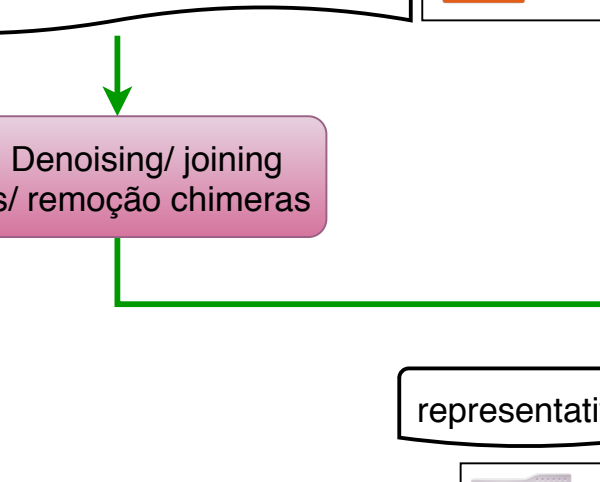 Denoising/ joining
s/ remoção chimeras
representati